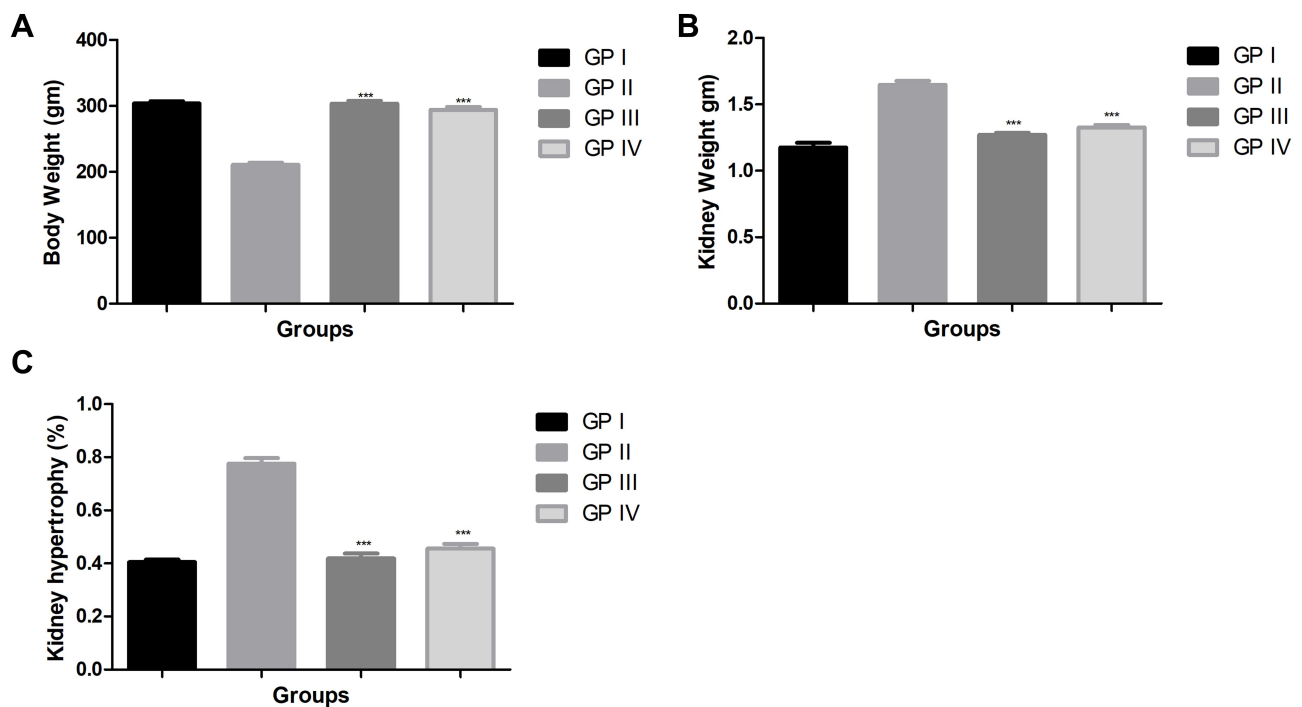 A
400
300
200
100
0
Body Weight (gm)
***
***
Groups
GP I
GP II
GP III
GP IV
B
2.0
1.5
1.0
0.5
0.0
Kidney Weight gm)
***
***
Groups
GP I
GP II
GP III
GP IV
C
1.0
0.8
0.6
0.4
0.2
0.0
Kidney hypertrophy (%)
***
***
Groups
GP I
GP II
GP III
GP IV